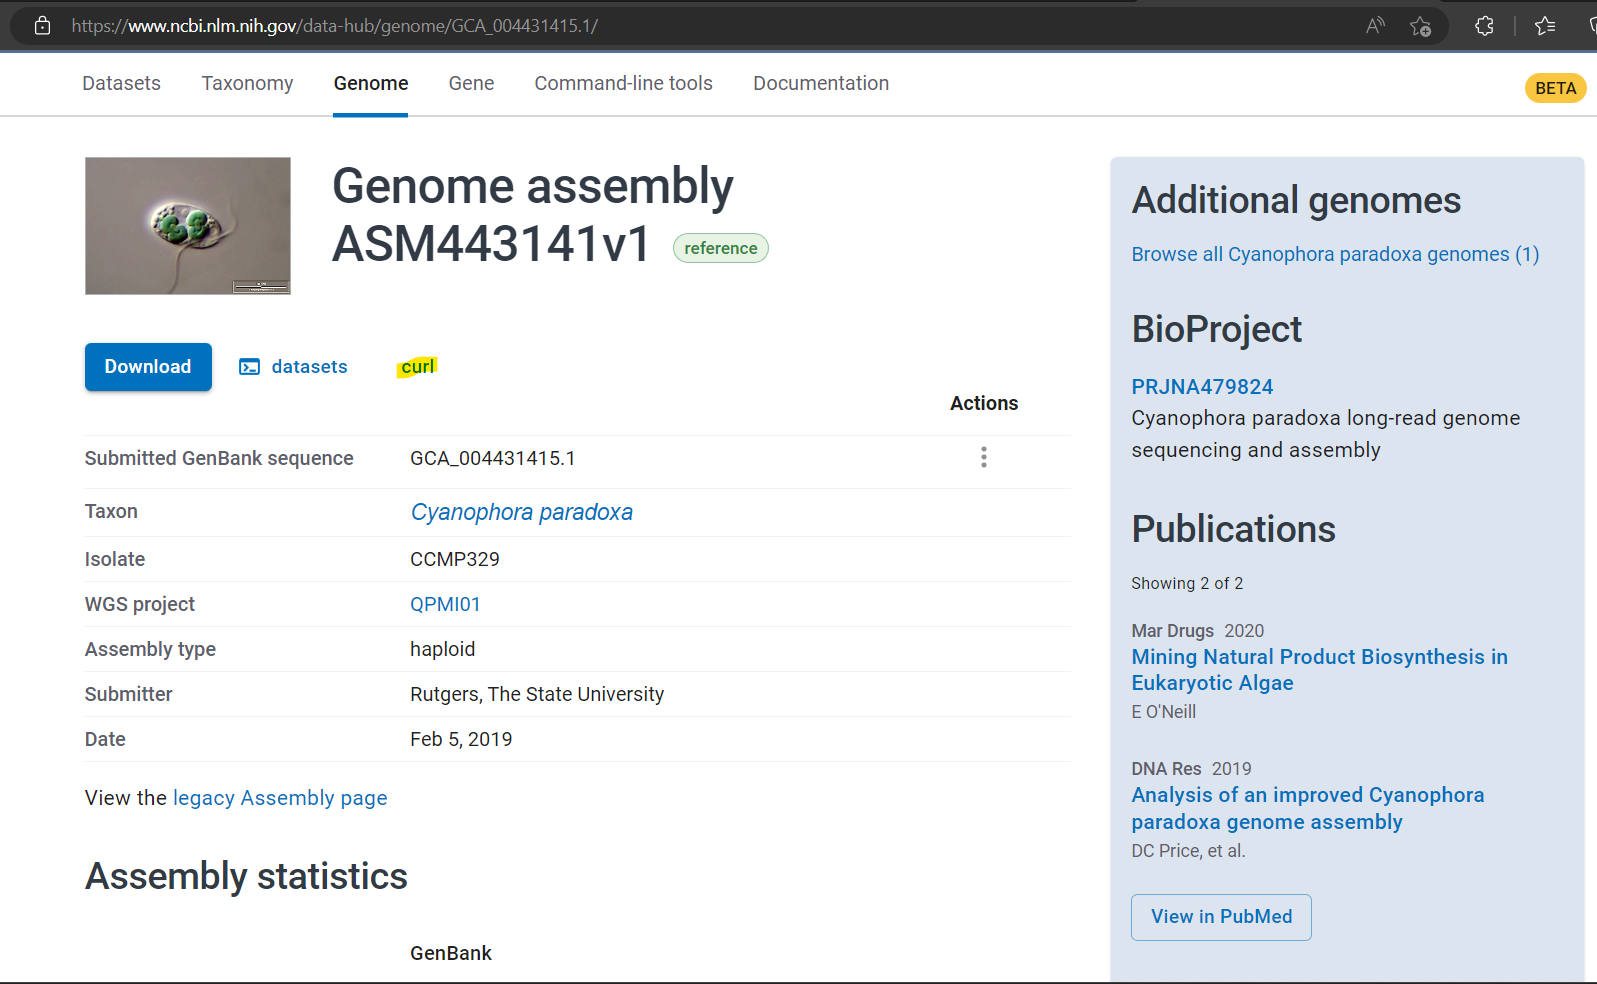 https://www.ncbi.nlm.nih.gov/data-hub/genome/GCA_004431415.1/
Datasets Taxonomy Genome Gene Command-line tools Documentation
BETA
Genome assembly
ASM443141v1 reference
Download datasets curl
Actions
Submitted GenBank sequence GCA_004431415.1
Taxon Cyanophora paradoxa
Isolate CCMP329
WGS project QPMI01
Assembly type haploid
Submitter Rutgers, The State University
Date Feb 5, 2019
View the legacy Assembly page
Assembly statistics
GenBank
Additional genomes
Browse all Cyanophora paradoxa genomes (1)
BioProject
PRJNA479824
Cyanophora paradoxa long-read genome
sequencing and assembly
Publications
Showing 2 of 2
Mar Drugs 2020
Mining Natural Product Biosynthesis in
Eukaryotic Algae
E O'Neill
DNA Res 2019
Analysis of an improved Cyanophora
paradoxa genome assembly
DC Price, et al.
View in PubMed